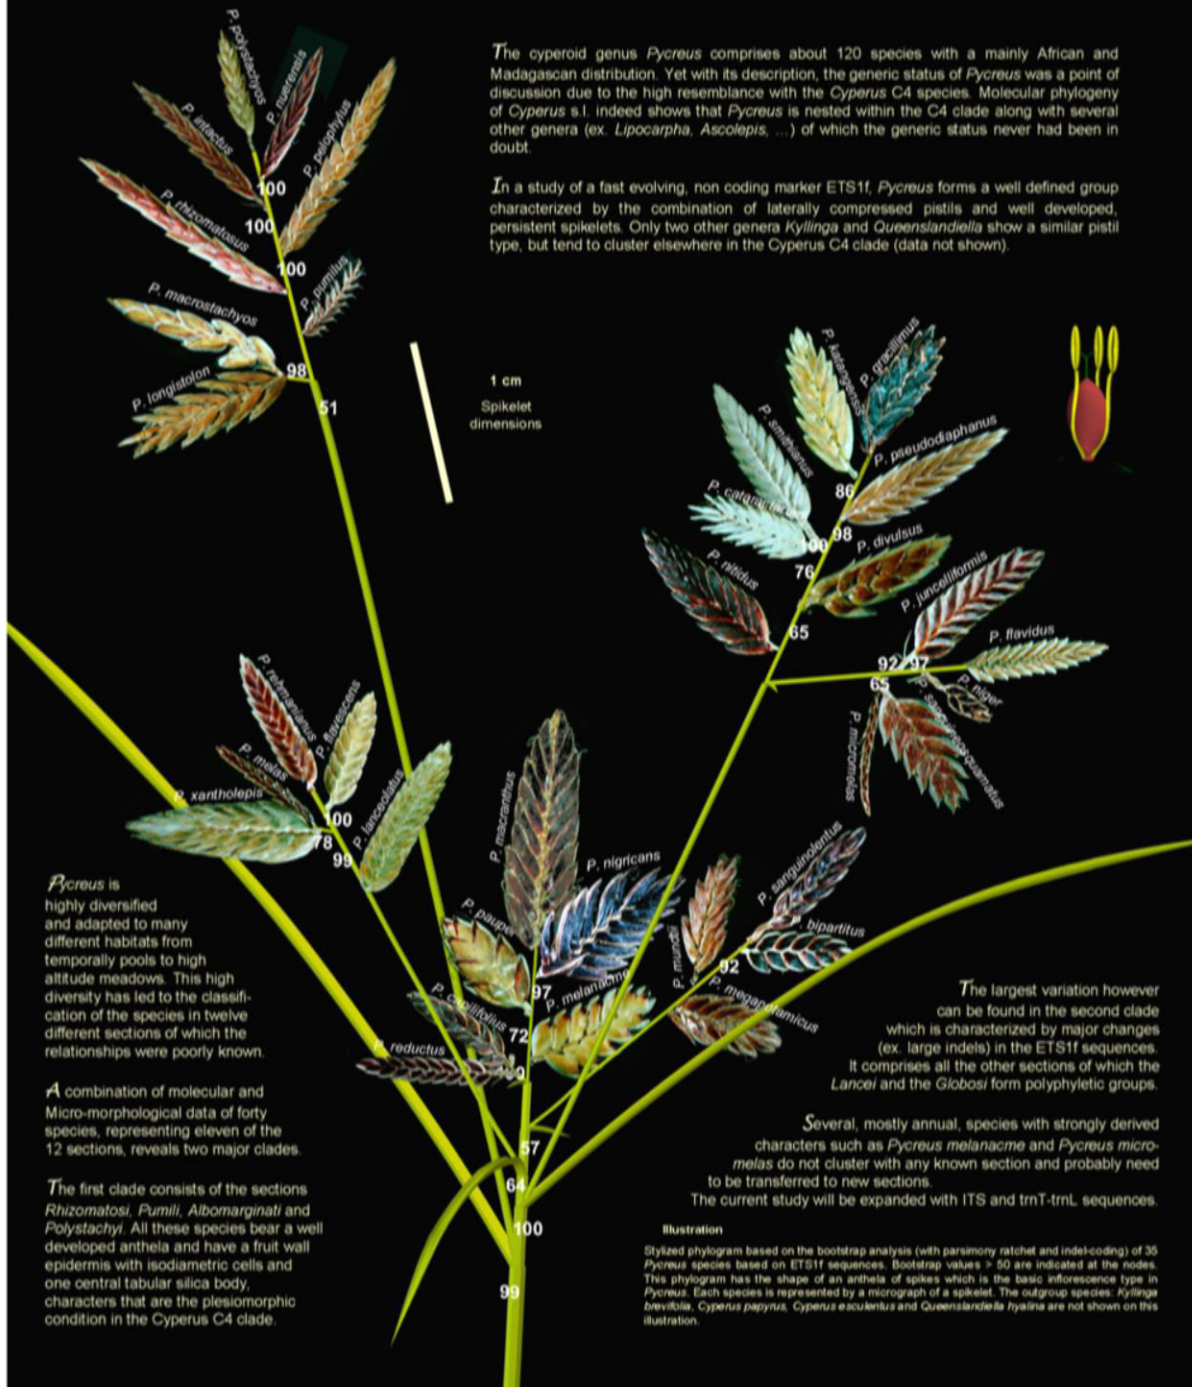 The cyperoid genus Pycreus comprises about 120 species with a mainly African and
Madagascan distribution. Yet with its description, the generic status of Pycreus was a point of
discussion due to the high resemblance with the Cyperus C4 species. Molecular phylogeny
of Cyperus s.l. indeed shows that Pycreus is nested within the C4 clade along with several
other genera (ex. Lipocarpha, Ascolepis, ...) of which the generic status never had been in
doubt.
In a study of a fast evolving, non coding marker ETS1f, Pycreus forms a well defined group
characterized by the combination of laterally compressed pistils and well developed,
persistent spikelets. Only two other genera Kyllinga and Queenslandiella show a similar pistil
type, but tend to cluster elsewhere in the Cyperus C4 clade (data not shown).
P. polystachyos
P. nuerensis
P. intactus
P. pelophylus
100
100
P. rhizomatosus
100
P. pumilus
P. macrostachyos
98
P. longistolon
51
1 cm
Spikelet
dimensions
P. katangensis
P. gracillimus
P. smithianus
P. pseudodiaphanus
86
98
100
P. divulsus
76
P. nitidus
65
P. juncelliformis
P. flavidus
92
97
65
P. niger
P. sanguineosquamatus
P. micromelas
P. rehmanianus
P. flavescens
P. melas
P. xantholepis
P. lanceolatus
100
78
99
P. macranthus
P. nigricans
P. pauper
97
P. melanacme
72
P. capillifolius
P. reductus
P. sanguinolentus
P. bipartitus
P. mundtii
92
P. megapotamicus
57
64
100
99
Pycreus is
highly diversified
and adapted to many
different habitats from
temporally pools to high
altitude meadows. This high
diversity has led to the classifi-
cation of the species in twelve
different sections of which the
relationships were poorly known.
A combination of molecular and
Micro-morphological data of forty
species, representing eleven of the
12 sections, reveals two major clades.
The first clade consists of the sections
Rhizomatosi, Pumili, Albomarginati and
Polystachyi. All these species bear a well
developed anthela and have a fruit wall
epidermis with isodiametric cells and
one central tabular silica body,
characters that are the plesiomorphic
condition in the Cyperus C4 clade.
The largest variation however
can be found in the second clade
which is characterized by major changes
(ex. large indels) in the ETS1f sequences.
It comprises all the other sections of which the
Lancei and the Globosi form polyphyletic groups.
Several, mostly annual, species with strongly derived
characters such as Pycreus melanacme and Pycreus micro-
melas do not cluster with any known section and probably need
to be transferred to new sections.
The current study will be expanded with ITS and trnT-trnL sequences.
Illustration
Stylized phylogram based on the bootstrap analysis (with parsimony ratchet and indel-coding) of 35
Pycreus species based on ETS1f sequences. Bootstrap values > 50 are indicated at the nodes.
This phylogram has the shape of an anthela of spikes which is the basic inflorescence type in
Pycreus. Each species is represented by a micrograph of a spikelet. The outgroup species: Kyllinga
brevifolia, Cyperus papyrus, Cyperus esculentus and Queenslandiella hyalina are not shown on this
illustration.